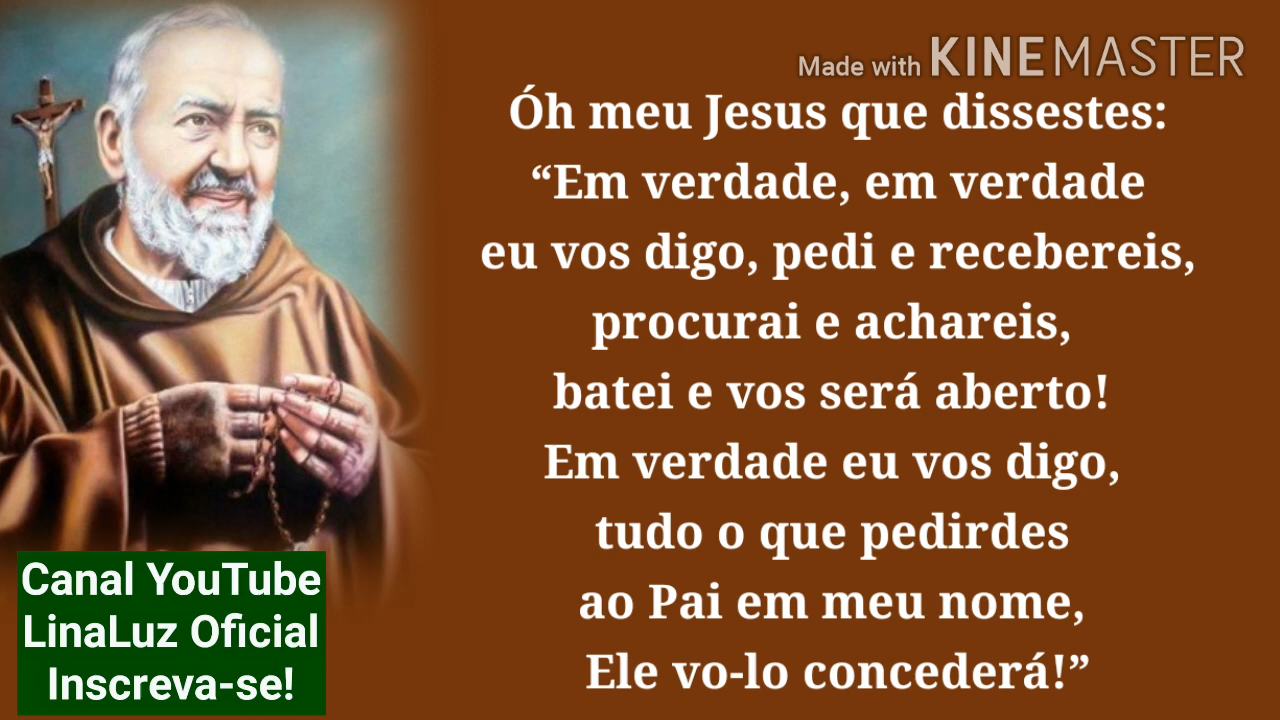 Made with KINEMASTER
Óh meu Jesus que dissestes:
“Em verdade, em verdade
eu vos digo, pedi e recebereis,
procurai e achareis,
batei e vos será aberto!
Em verdade eu vos digo,
tudo o que pedirdes
ao Pai em meu nome,
Ele vo-lo concederá!”
Canal YouTube
LinaLuz Oficial
Inscreva-se!